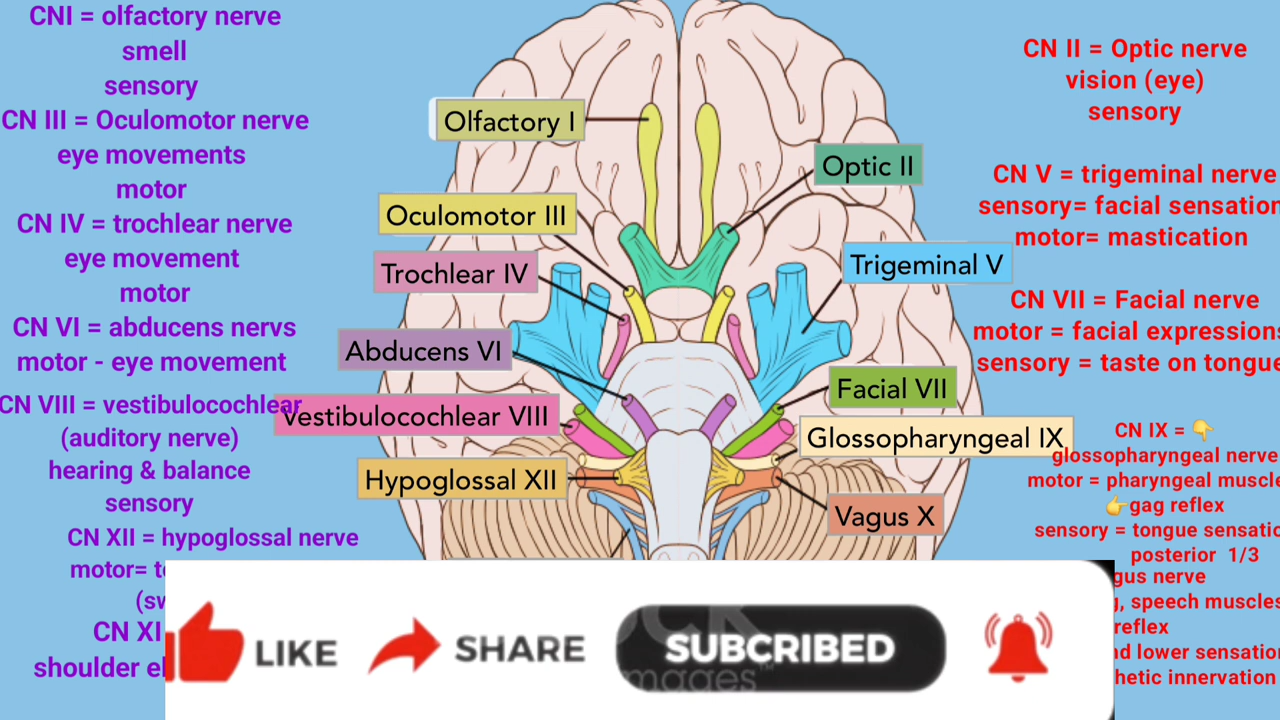 CNI = olfactory nerve
smell
sensory
CN III = Oculomotor nerve
eye movements
motor
CN IV = trochlear nerve
eye movement
motor
CN VI = abducens nervs
motor - eye movement
CN VIII = vestibulocochlear
(auditory nerve)
hearing & balance
sensory
CN XII = hypoglossal nerve
motor=
CN XI
shoulder
Olfactory I
Oculomotor III
Trochlear IV
Abducens VI
Vestibulocochlear VIII
Hypoglossal XII
Optic II
Trigeminal V
Facial VII
Glossopharyngeal IX
Vagus X
CN II = Optic nerve
vision (eye)
sensory
CN V = trigeminal nerve
sensory= facial sensation
motor= mastication
CN VII = Facial nerve
motor = facial expressions
sensory = taste on tongue
CN IX = 👇
glossopharyngeal nerve
motor = pharyngeal muscle
👉gag reflex
sensory = tongue sensatio
posterior 1/3
gus nerve
, speech muscles
reflex
nd lower sensation
hetic innervation
LIKE
SHARE
SUBCRIBED
images™